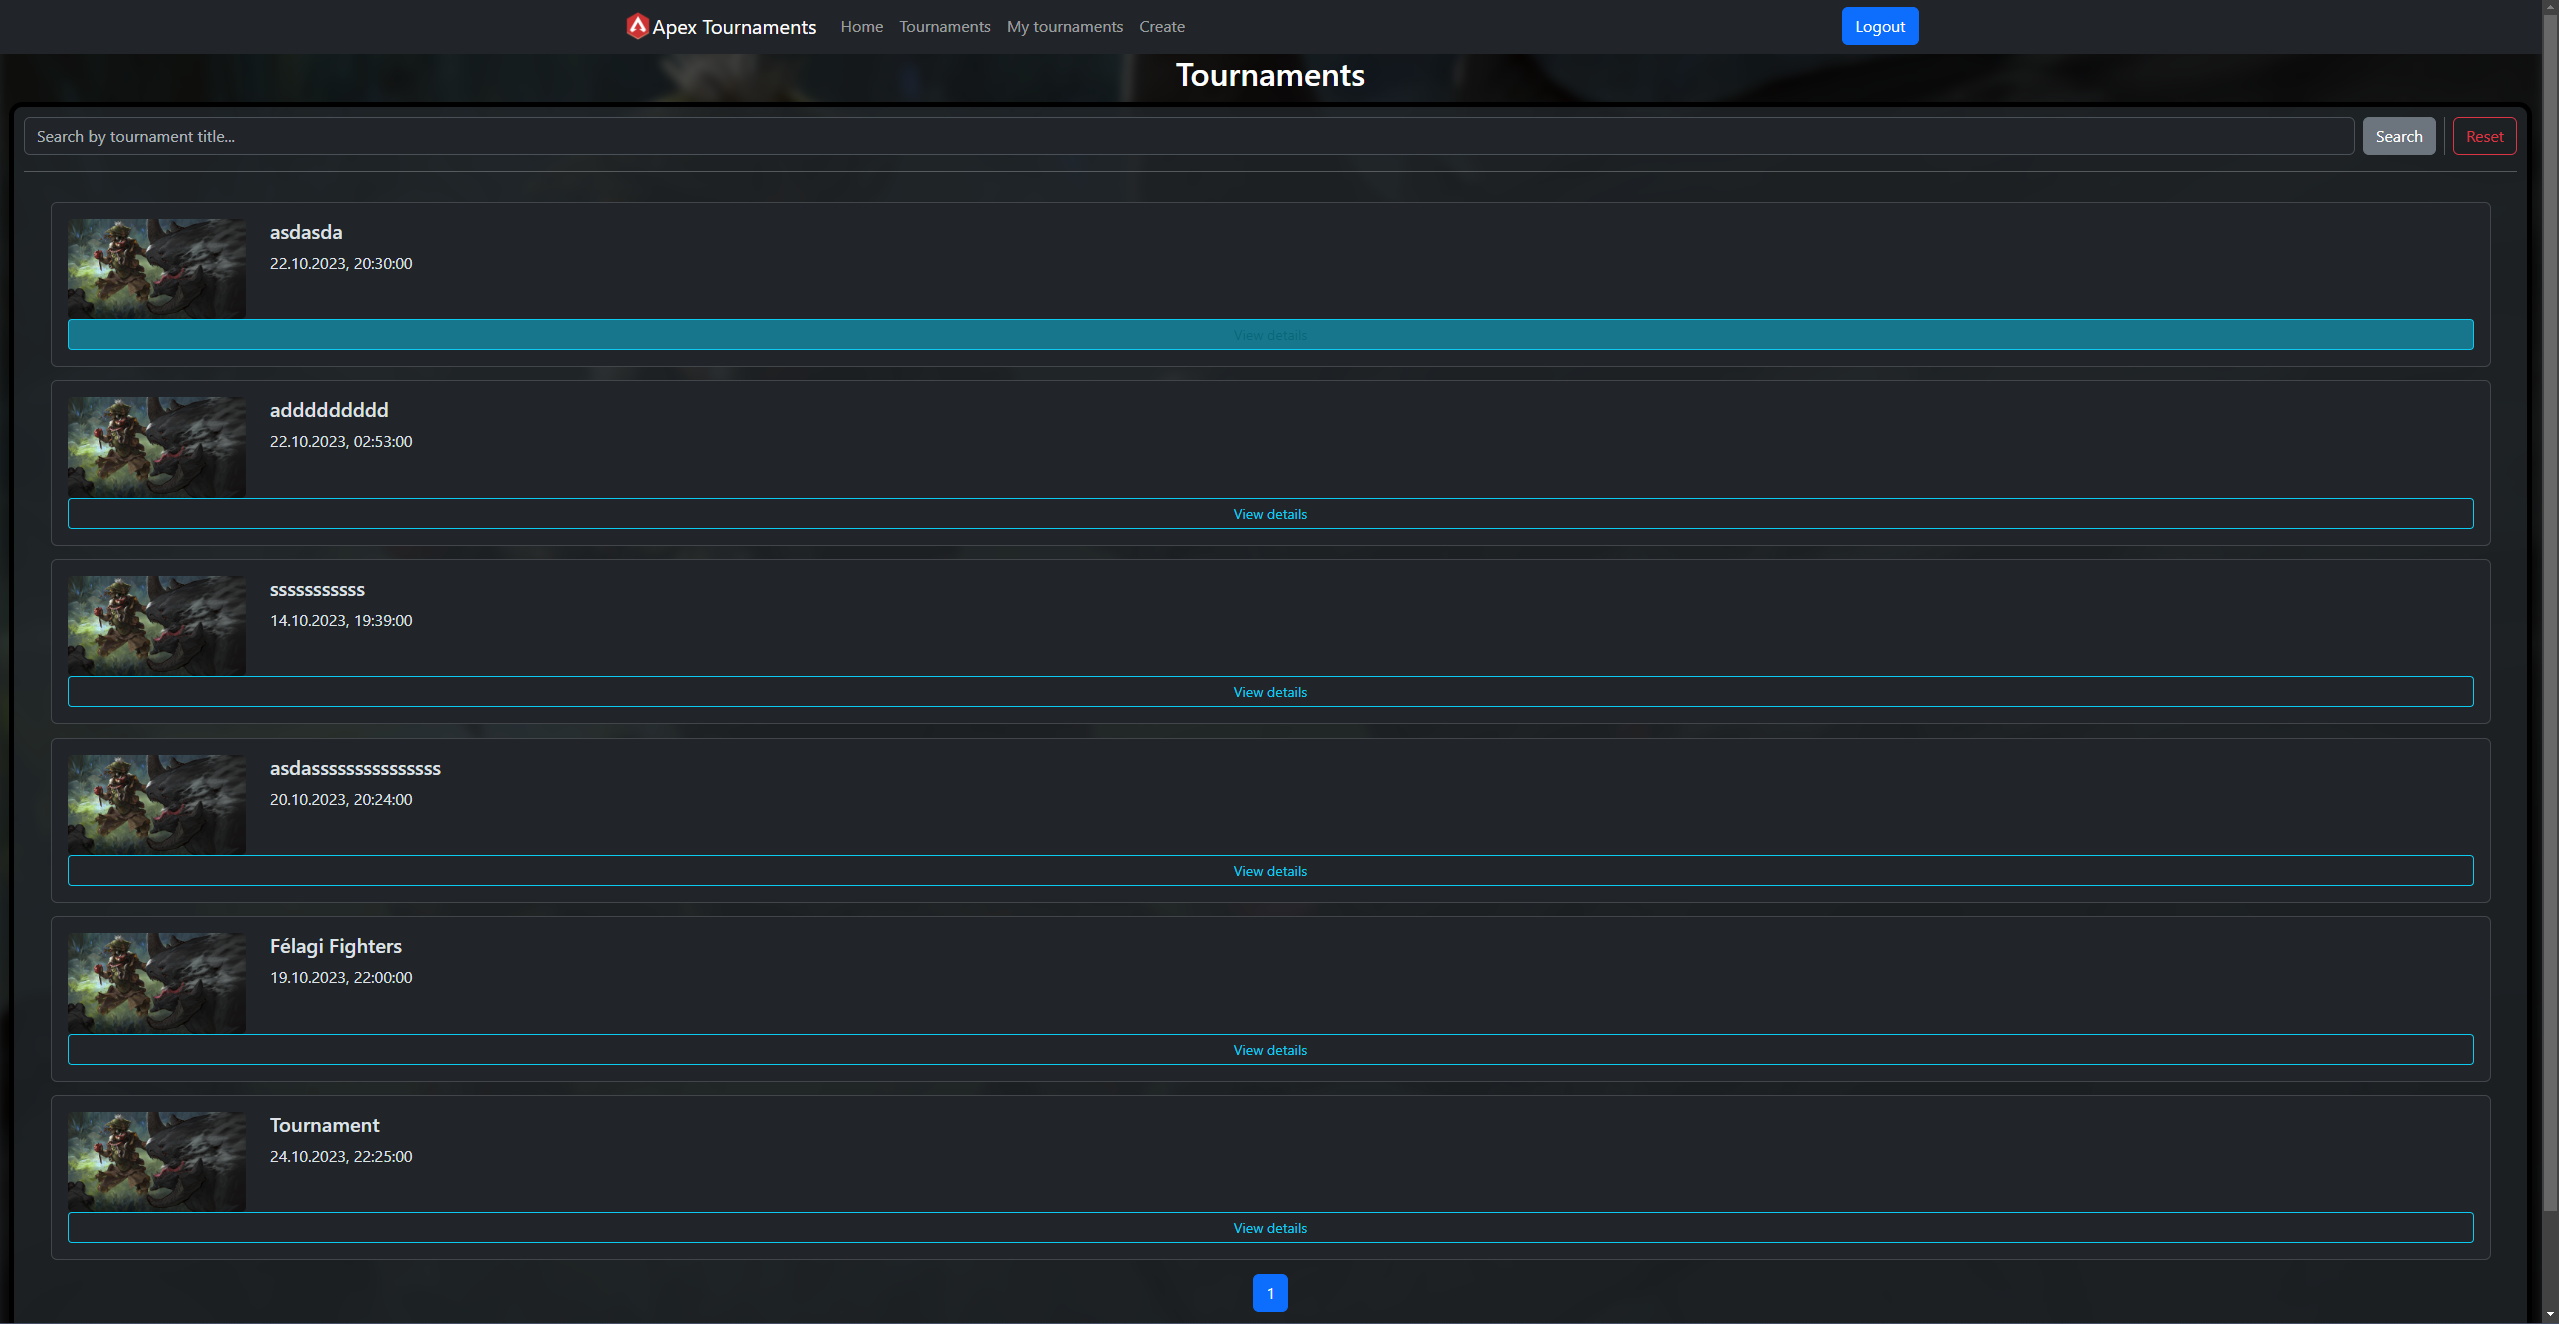 Apex Tournaments Home Tournaments My tournaments Create Logout
Tournaments
Search by tournament title... Search Reset
asdasda
22.10.2023, 20:30:00
View details
addddddddd
22.10.2023, 02:53:00
View details
sssssssssss
14.10.2023, 19:39:00
View details
asdasssssssssssssss
20.10.2023, 20:24:00
View details
Félagi Fighters
19.10.2023, 22:00:00
View details
Tournament
24.10.2023, 22:25:00
View details
1